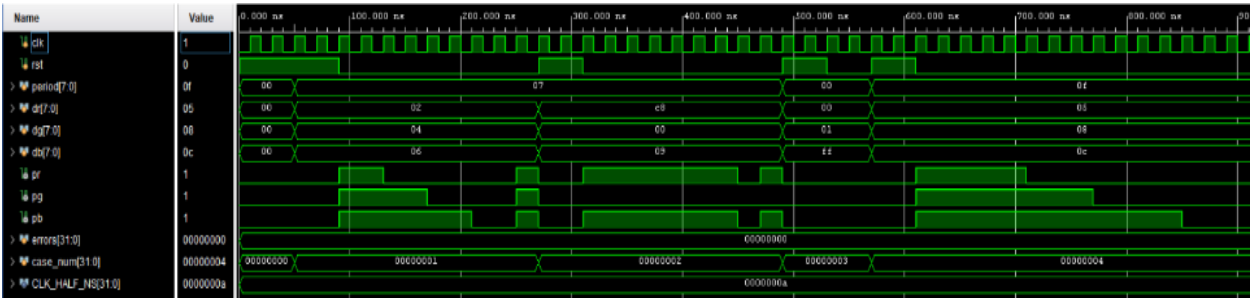 Name Value 0.000 ns 100.000 ns 200.000 ns 300.000 ns 400.000 ns 500.000 ns 600.000 ns 700.000 ns 800.000 ns 90
clk 1
rst 0
period[7:0] 0f 00 07 00 0f
dr[7:0] 05 00 02 c8 00 05
dg[7:0] 08 00 04 00 01 08
db[7:0] 0c 00 06 09 ff 0c
pr 1
pg 1
pb 1
errors[31:0] 00000000 00000000
case_num[31:0] 00000004 00000000 00000001 00000002 00000003 00000004
CLK_HALF_NS[31:0] 0000000a 0000000a